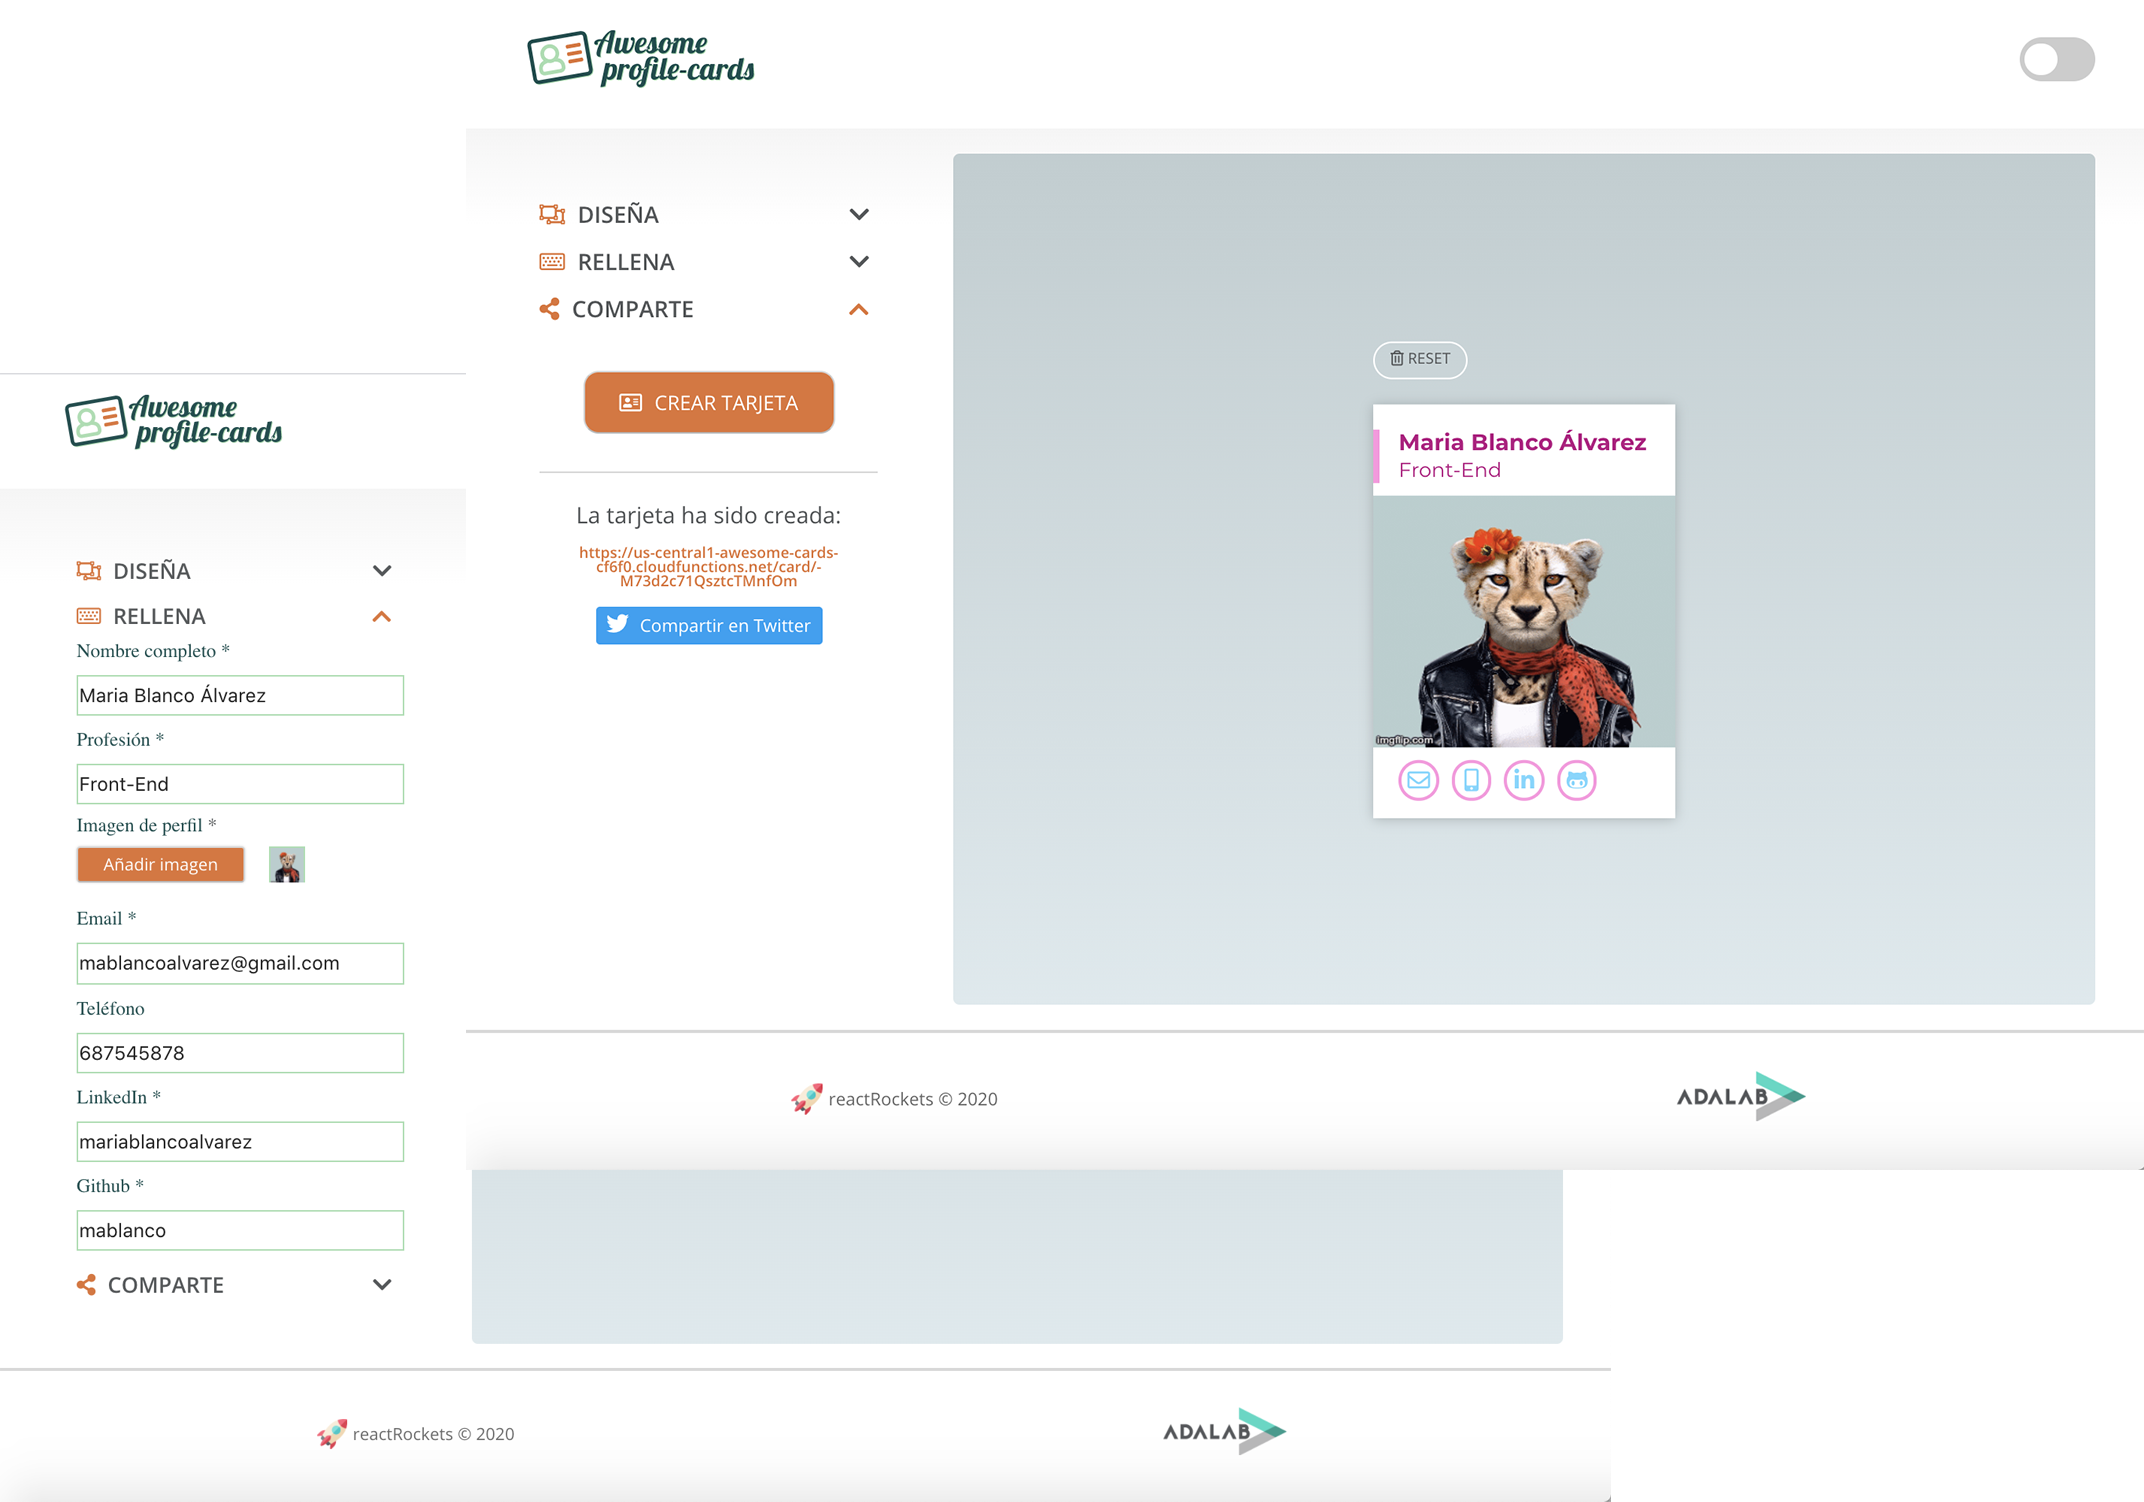 Awesome
profile-cards
DISEÑA
RELLENA
COMPARTE
CREAR TARJETA
La tarjeta ha sido creada:
https://us-central1-awesome-cards-
cf6f0.cloudfunctions.net/card/-
M73d2c71QsztcTMnfOm
Compartir en Twitter
RESET
Maria Blanco Álvarez
Front-End
imgflip.com
in
reactRockets © 2020
ADALAB
Awesome
profile-cards
DISEÑA
RELLENA
Nombre completo *
Maria Blanco Álvarez
Profesión *
Front-End
Imagen de perfil *
Añadir imagen
Email *
mablancoalvarez@gmail.com
Teléfono
687545878
LinkedIn *
mariablancoalvarez
Github *
mablanco
COMPARTE
reactRockets © 2020
ADALAB